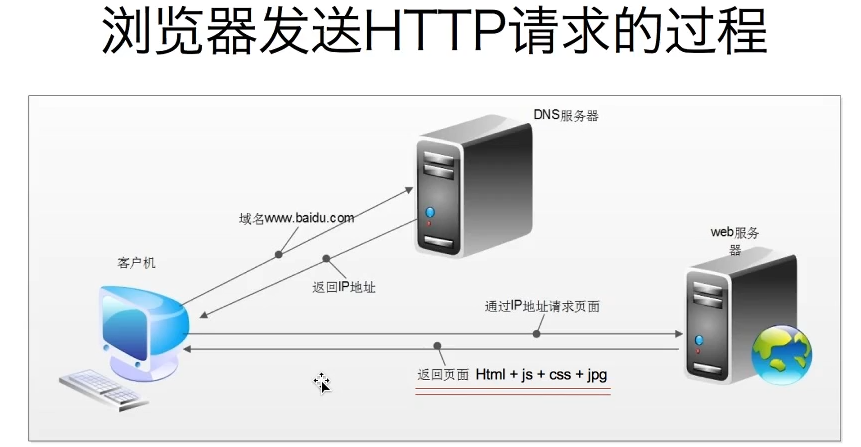 浏览器发送HTTP请求的过程
DNS服务器
域名www.baidu.com
web服务
器
客户机
返回IP地址
通过IP地址请求页面
返回页面 Html + js + css + jpg